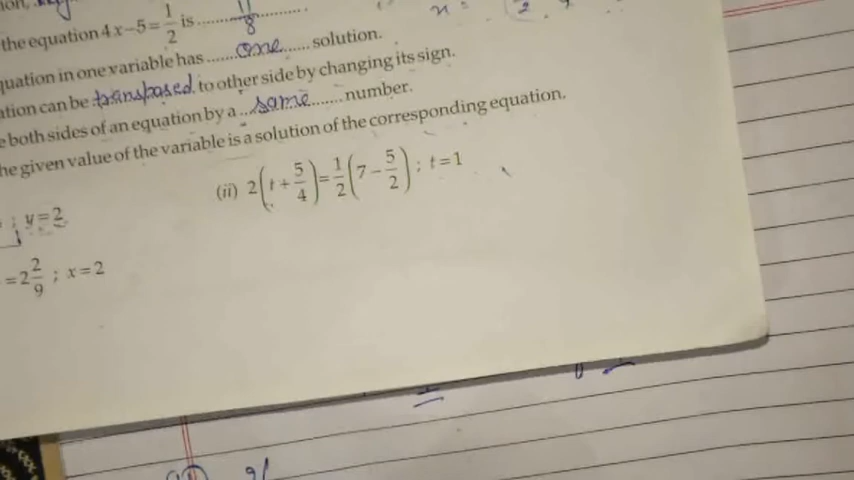 the equation 4x−5=1/2 is ........ 11/8 ........
quation in one variable has ....... one ....... solution.
ation can be transposed to other side by changing its sign.
both sides of an equation by a ... same ........ number.
he given value of the variable is a solution of the corresponding equation.
(ii) 2(t+5/4)=1/2(7−5/2) ; t=1
; y=2
=2 2/9 ; x=2